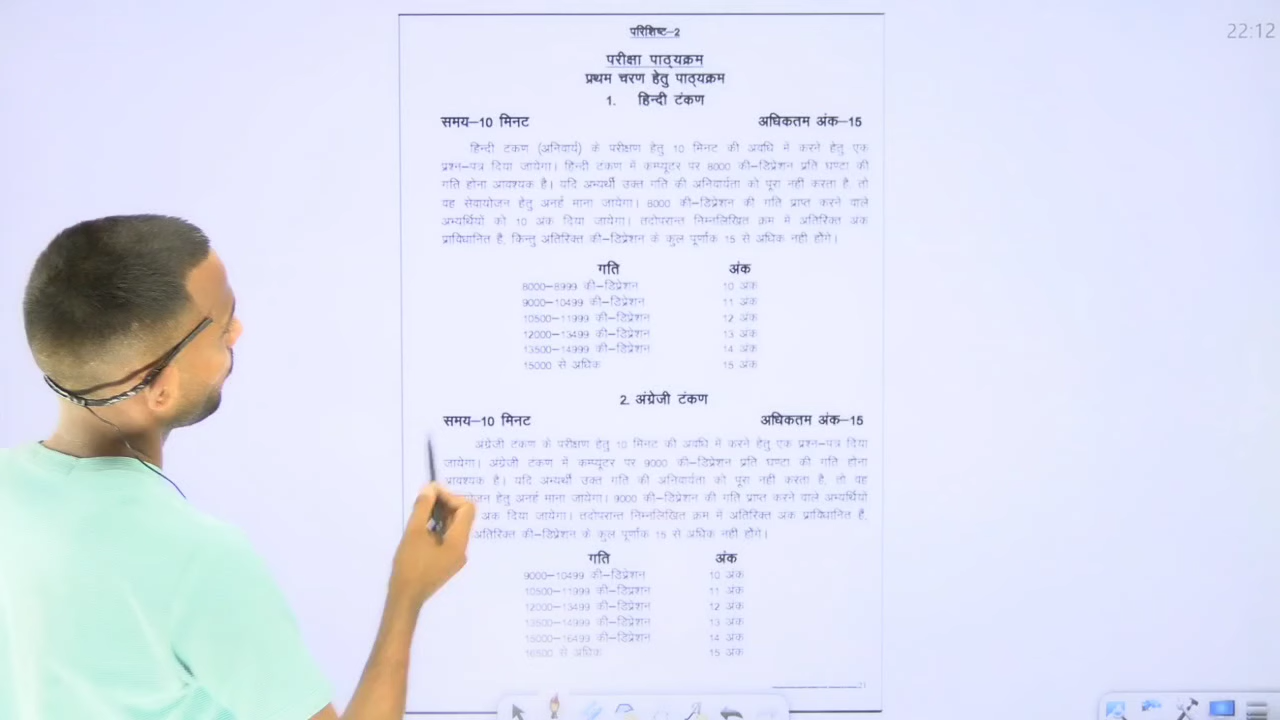 22:12
परिशिष्ट–2
परीक्षा पाठ्यक्रम
प्रथम चरण हेतु पाठ्यक्रम
1. हिन्दी टंकण
समय–10 मिनट अधिकतम अंक–15
हिन्दी टंकण (अनिवार्य) के परीक्षण हेतु 10 मिनट की अवधि में करने हेतु एक
प्रश्न–पत्र दिया जायेगा। हिन्दी टंकण में कम्प्यूटर पर 8000 की–डिप्रेशन प्रति घण्टा की
गति होना आवश्यक है। यदि अभ्यर्थी उक्त गति की अनिवार्यता को पूरा नही करता है, तो
वह सेवायोजन हेतु अनर्ह माना जायेगा। 8000 की–डिप्रेशन की गति प्राप्त करने वाले
अभ्यर्थियों को 10 अंक दिया जायेगा। तदोपरान्त निम्नलिखित क्रम में अतिरिक्त अंक
प्राविधानित है, किन्तु अतिरिक्त की–डिप्रेशन के कुल पूर्णांक 15 से अधिक नही होंगे।
गति अंक
8000–8999 की–डिप्रेशन 10 अंक
9000–10499 की–डिप्रेशन 11 अंक
10500–11999 की–डिप्रेशन 12 अंक
12000–13499 की–डिप्रेशन 13 अंक
13500–14999 की–डिप्रेशन 14 अंक
15000 से अधिक 15 अंक
2. अंग्रेजी टंकण
समय–10 मिनट अधिकतम अंक–15
अंग्रेजी टंकण के परीक्षण हेतु 10 मिनट की अवधि में करने हेतु एक प्रश्न–पत्र दिया
जायेगा। अंग्रेजी टंकण में कम्प्यूटर पर 9000 की–डिप्रेशन प्रति घण्टा की गति होना
आवश्यक है। यदि अभ्यर्थी उक्त गति की अनिवार्यता को पूरा नही करता है, तो वह
हेतु अनर्ह माना जायेगा। 9000 की–डिप्रेशन की गति प्राप्त करने वाले अभ्यर्थियों
अंक दिया जायेगा। तदोपरान्त निम्नलिखित क्रम में अतिरिक्त अंक प्राविधानित है,
अतिरिक्त की–डिप्रेशन के कुल पूर्णांक 15 से अधिक नही होंगे।
गति अंक
9000–10499 की–डिप्रेशन 10 अंक
10500–11999 की–डिप्रेशन 11 अंक
12000–13499 की–डिप्रेशन 12 अंक
13500–14999 की–डिप्रेशन 13 अंक
15000–16499 की–डिप्रेशन 14 अंक
16500 से अधिक 15 अंक